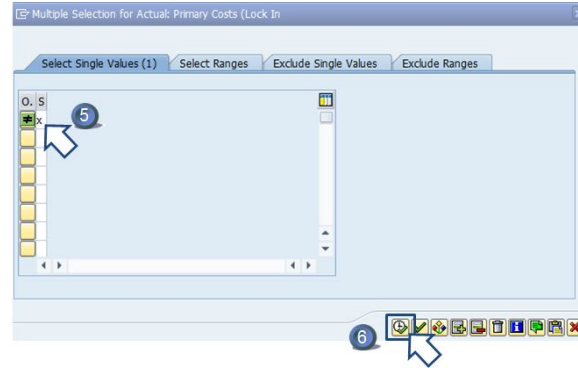 Multiple Selection for Actual: Primary Costs (Lock In
Select Single Values (1) Select Ranges Exclude Single Values Exclude Ranges
O. S
≠ x
5
6